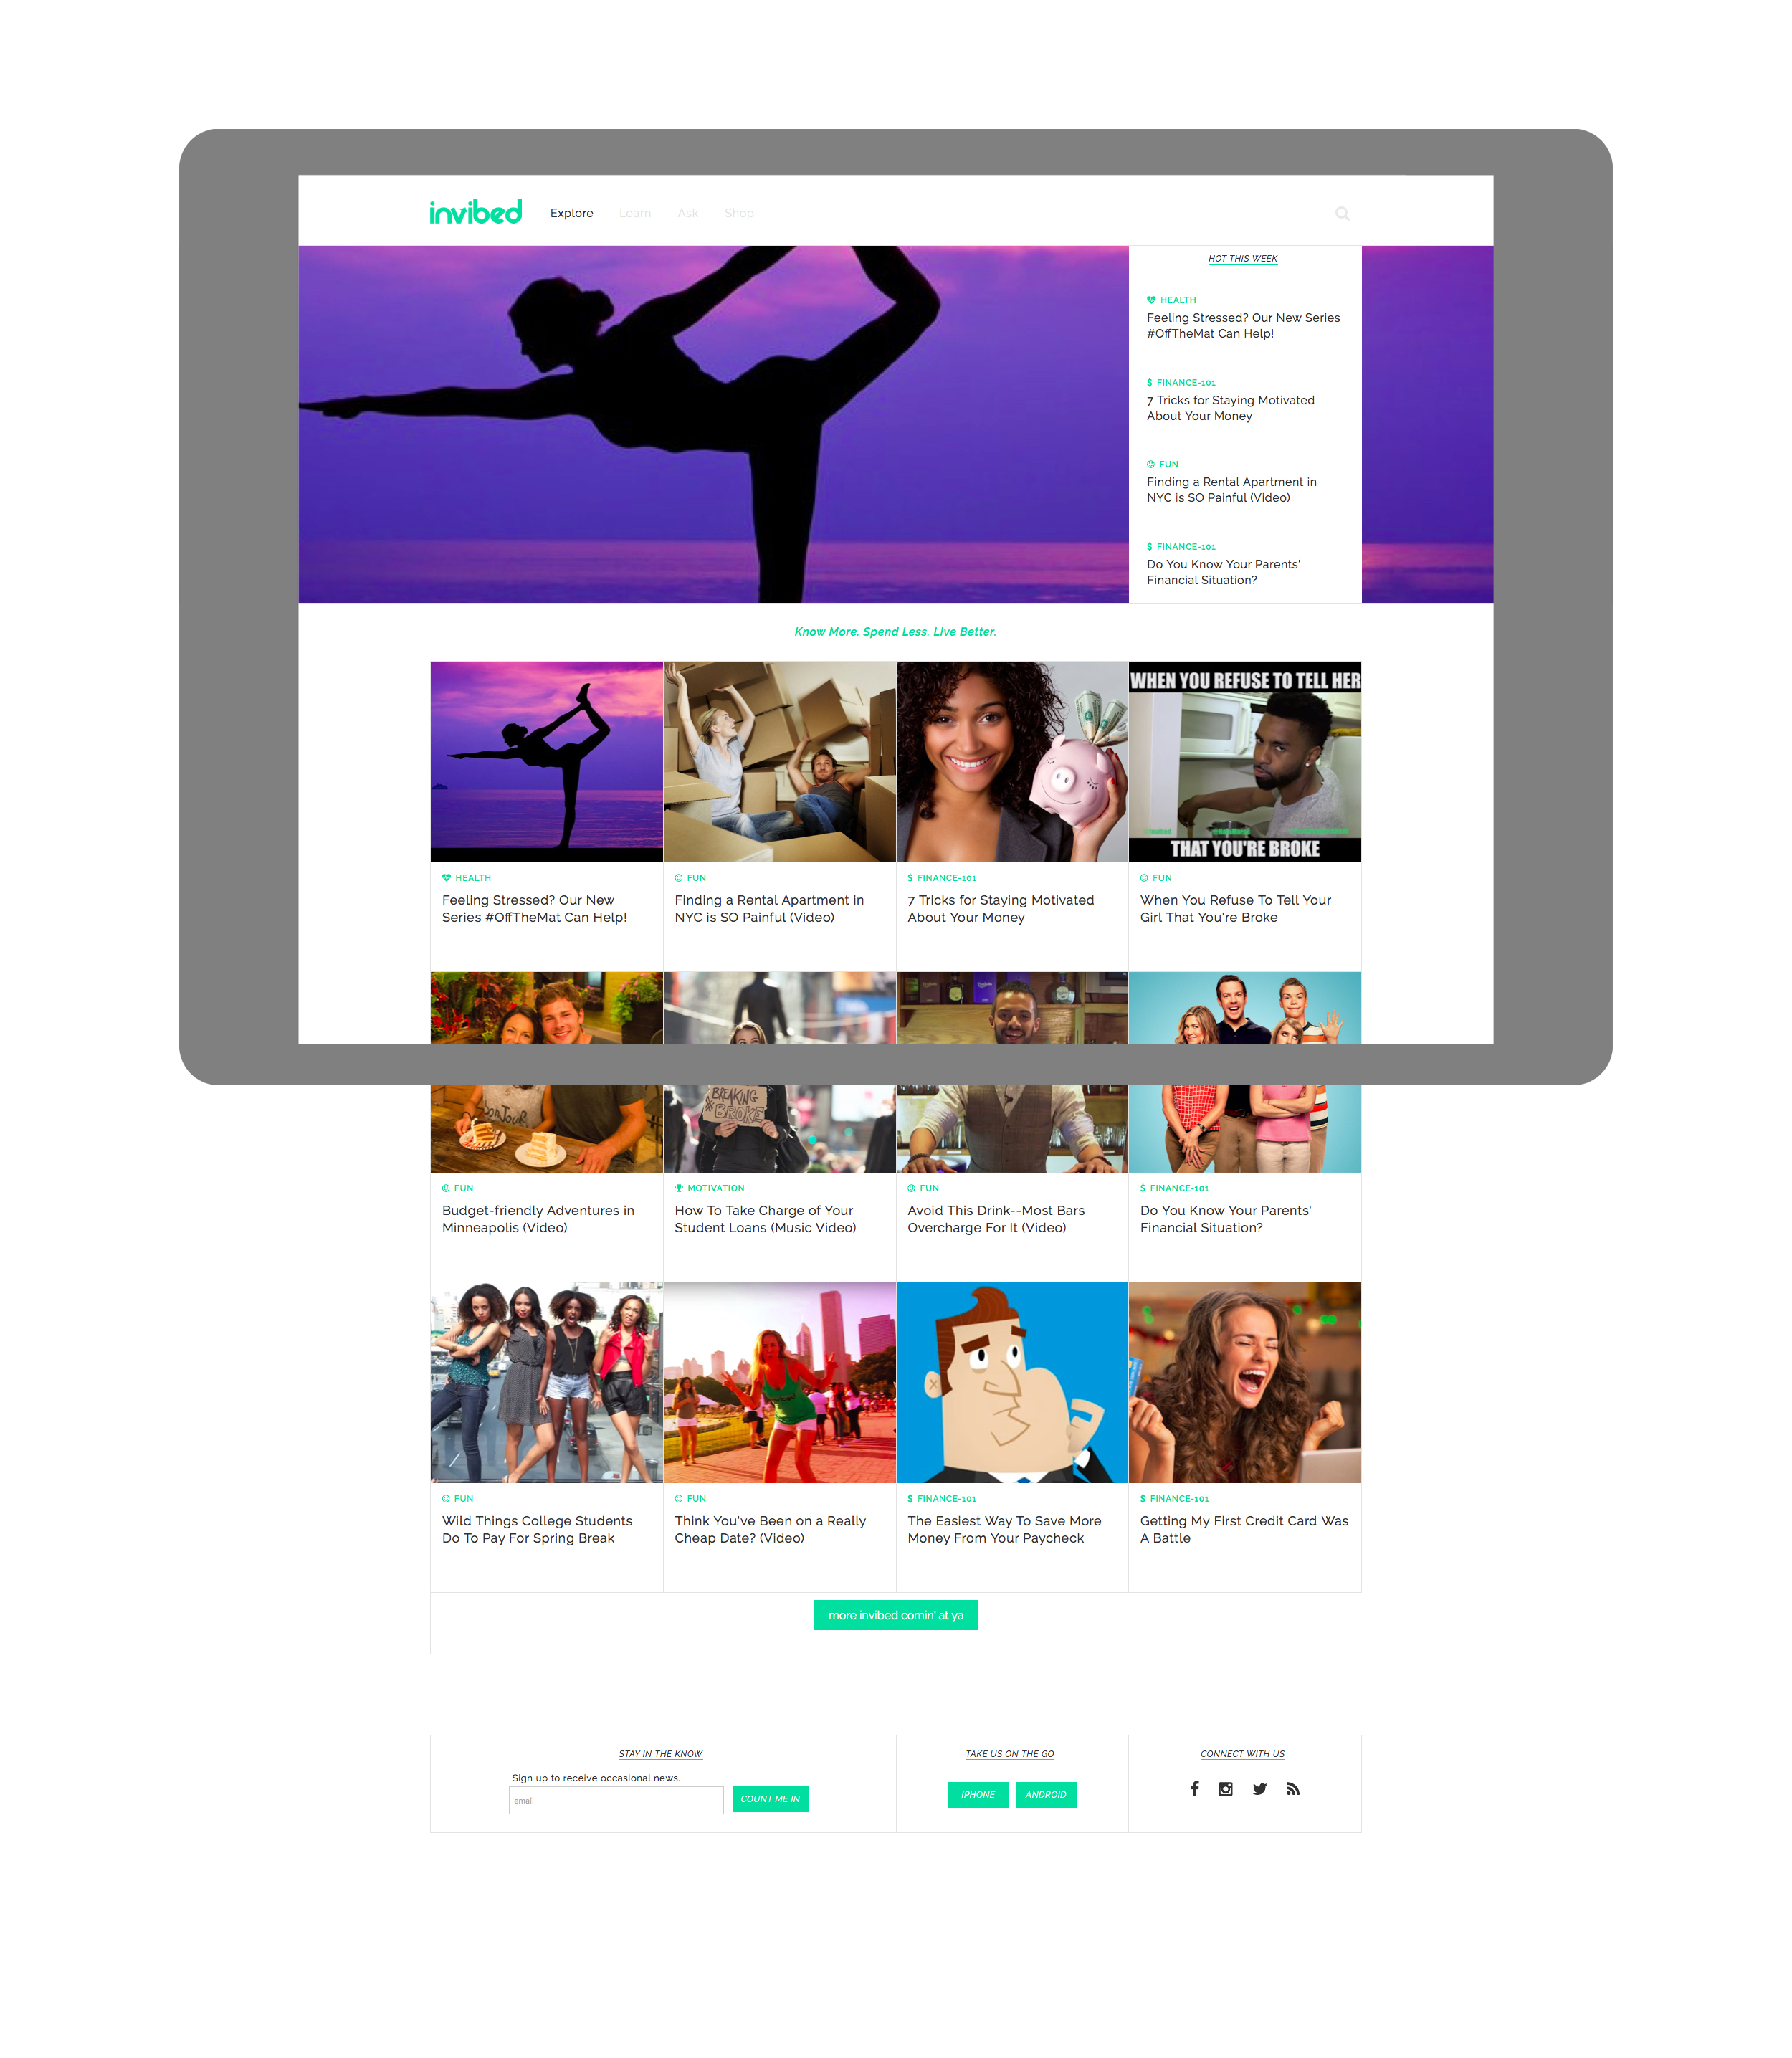 invibed Explore Learn Ask Shop
HOT THIS WEEK
HEALTH
Feeling Stressed? Our New Series
#OffTheMat Can Help!
FINANCE-101
7 Tricks for Staying Motivated
About Your Money
FUN
Finding a Rental Apartment in
NYC is SO Painful (Video)
FINANCE-101
Do You Know Your Parents'
Financial Situation?
Know More. Spend Less. Live Better.
WHEN YOU REFUSE TO TELL HER
THAT YOU'RE BROKE
HEALTH
Feeling Stressed? Our New
Series #OffTheMat Can Help!
FUN
Finding a Rental Apartment in
NYC is SO Painful (Video)
FINANCE-101
7 Tricks for Staying Motivated
About Your Money
FUN
When You Refuse To Tell Your
Girl That You're Broke
BONJOUR
BREAKING
BROKE
FUN
Budget-friendly Adventures in
Minneapolis (Video)
MOTIVATION
How To Take Charge of Your
Student Loans (Music Video)
FUN
Avoid This Drink--Most Bars
Overcharge For It (Video)
FINANCE-101
Do You Know Your Parents'
Financial Situation?
FUN
Wild Things College Students
Do To Pay For Spring Break
FUN
Think You've Been on a Really
Cheap Date? (Video)
FINANCE-101
The Easiest Way To Save More
Money From Your Paycheck
FINANCE-101
Getting My First Credit Card Was
A Battle
more invibed comin' at ya
STAY IN THE KNOW
Sign up to receive occasional news.
email
COUNT ME IN
TAKE US ON THE GO
IPHONE ANDROID
CONNECT WITH US